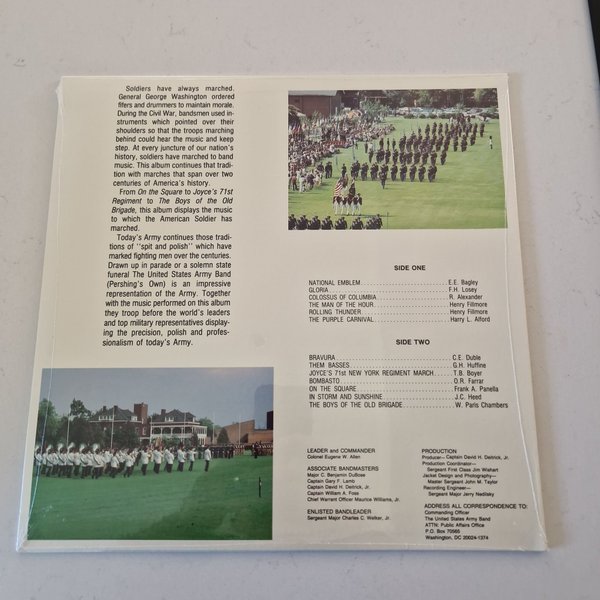 Soldiers have always marched.
General George Washington ordered
fifers and drummers to maintain morale.
During the Civil War, bandsmen used in-
struments which pointed over their
shoulders so that the troops marching
behind could hear the music and keep
step. At every juncture of our nation's
history, soldiers have marched to band
music. This album continues that tradi-
tion with marches that span over two
centuries of America's history.
From On the Square to Joyce's 71st
Regiment to The Boys of the Old
Brigade, this album displays the music
to which the American Soldier has
marched.
Today's Army continues those tradi-
tions of "spit and polish" which have
marked fighting men over the centuries.
Drawn up in parade or a solemn state
funeral The United States Army Band
(Pershing's Own) is an impressive
representation of the Army. Together
with the music performed on this album
they troop before the world's leaders
and top military representatives display-
ing the precision, polish and profes-
sionalism of today's Army.
SIDE ONE
NATIONAL EMBLEM E.E. Bagley
GLORIA F.H. Losey
COLOSSUS OF COLUMBIA R. Alexander
THE MAN OF THE HOUR Henry Fillmore
ROLLING THUNDER Henry Fillmore
THE PURPLE CARNIVAL Harry L. Alford
SIDE TWO
BRAVURA C.E. Duble
THEM BASSES G.H. Huffine
JOYCE'S 71st NEW YORK REGIMENT MARCH T.B. Boyer
BOMBASTO O.R. Farrar
ON THE SQUARE Frank A. Panella
IN STORM AND SUNSHINE J.C. Heed
THE BOYS OF THE OLD BRIGADE W. Paris Chambers
LEADER and COMMANDER
Colonel Eugene W. Allen
ASSOCIATE BANDMASTERS
Major C. Benjamin DuBose
Captain Gary F. Lamb
Captain David H. Deitrick, Jr.
Captain William A. Foss
Chief Warrant Officer Maurice Williams, Jr.
ENLISTED BANDLEADER
Sergeant Major Charles C. Welker, Jr.
PRODUCTION
Producer—Captain David H. Deitrick, Jr.
Production Coordinator—
Sergeant First Class Jim Wishart
Jacket Design and Photography—
Master Sergeant John M. Taylor
Recording Engineer—
Sergeant Major Jerry Nedilsky
ADDRESS ALL CORRESPONDENCE TO:
Commanding Officer
The United States Army Band
ATTN: Public Affairs Office
P.O. Box 70565
Washington, DC 20024-1374